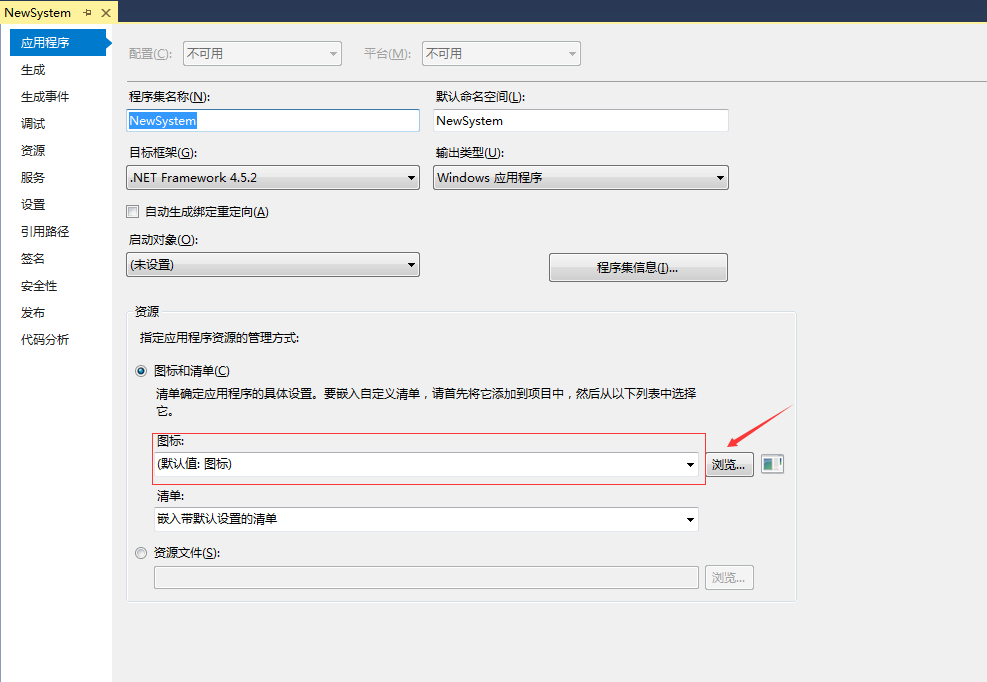 NewSystem
应用程序
生成
生成事件
调试
资源
服务
设置
引用路径
签名
安全性
发布
代码分析
配置(C): 不可用 平台(M): 不可用
程序集名称(N): 默认命名空间(L):
NewSystem NewSystem
目标框架(G): 输出类型(U):
.NET Framework 4.5.2 Windows 应用程序
自动生成绑定重定向(A)
启动对象(O):
(未设置) 程序集信息(I)...
资源
指定应用程序资源的管理方式:
图标和清单(C)
清单确定应用程序的具体设置。要嵌入自定义清单，请首先将它添加到项目中，然后从以下列表中选择
它。
图标:
(默认值: 图标) 浏览...
清单:
嵌入带默认设置的清单
资源文件(S):
浏览...